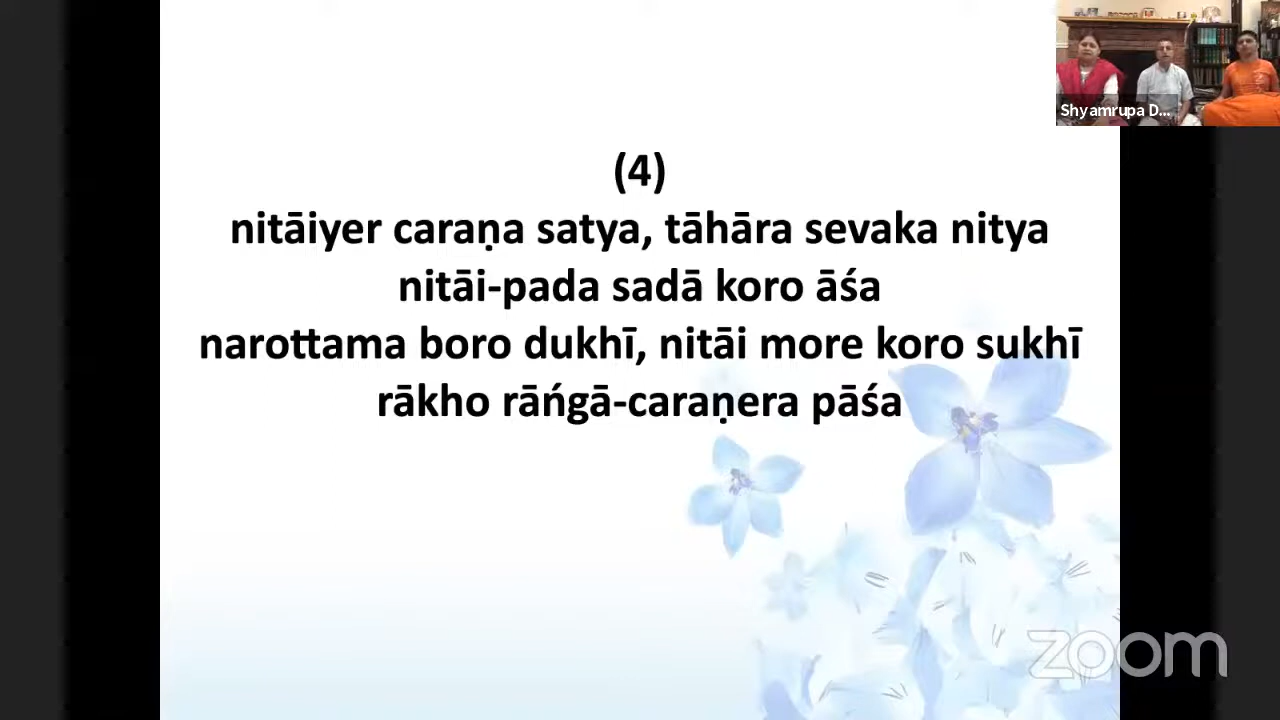 Shyamrupa D...
(4)
nitāiyer caraṇa satya, tāhāra sevaka nitya
nitāi-pada sadā koro āśa
narottama boro dukhī, nitāi more koro sukhī
rākho rāńgā-caraṇera pāśa
zoom